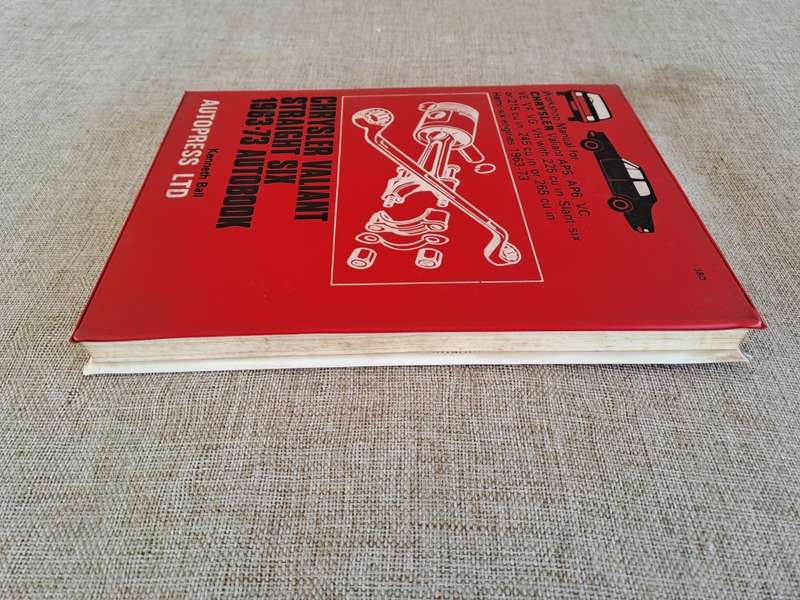 Workshop Manual for
CHRYSLER Valiant AP5, AP6, VC,
VE, VF, VG, VH with 225 cu in Slant-six
or 215 cu in, 245 cu in or 265 cu in
Hemi-six engines 1963-73
CHRYSLER VALIANT
STRAIGHT SIX
1963-73 AUTOBOOK
Kenneth Ball
AUTOPRESS LTD